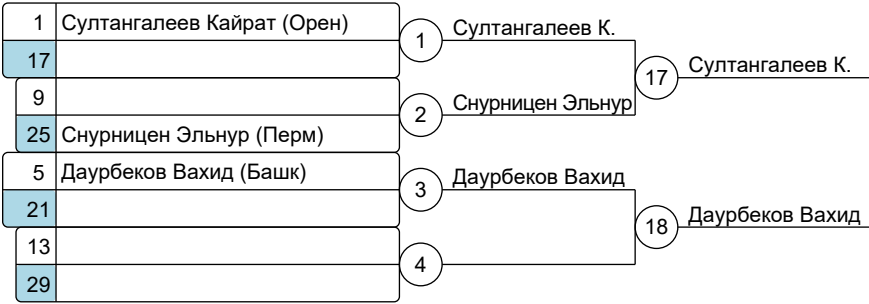 1 Султангалеев Кайрат (Орен)
17
9
25 Снурницен Эльнур (Перм)
5 Даурбеков Вахид (Башк)
21
13
29
1 Султангалеев К.
2 Снурницен Эльнур
3 Даурбеков Вахид
4
17 Султангалеев К.
18 Даурбеков Вахид